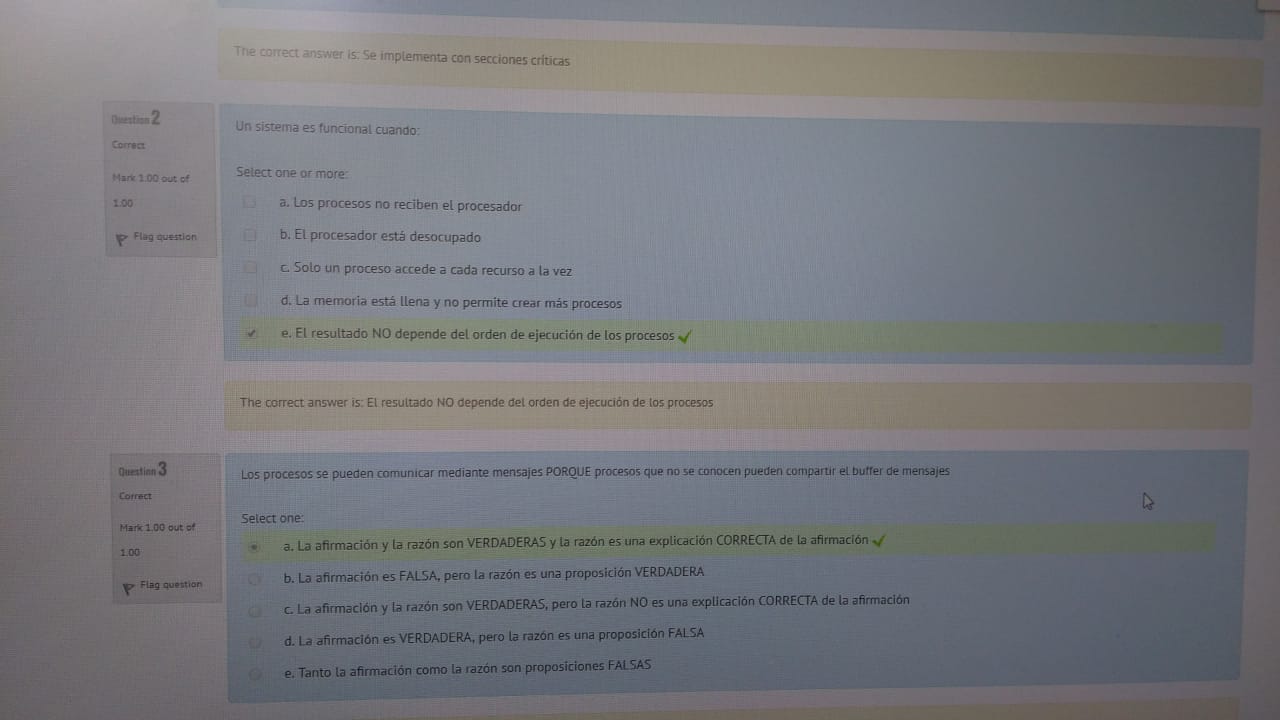 The correct answer is: Se implementa con secciones críticas
Question 2
Correct
Mark 1.00 out of
1.00
Flag question
Un sistema es funcional cuando:
Select one or more:
a. Los procesos no reciben el procesador
b. El procesador está desocupado
c. Solo un proceso accede a cada recurso a la vez
d. La memoria está llena y no permite crear más procesos
e. El resultado NO depende del orden de ejecución de los procesos
The correct answer is: El resultado NO depende del orden de ejecución de los procesos
Question 3
Correct
Mark 1.00 out of
1.00
Flag question
Los procesos se pueden comunicar mediante mensajes PORQUE procesos que no se conocen pueden compartir el buffer de mensajes
Select one:
a. La afirmación y la razón son VERDADERAS y la razón es una explicación CORRECTA de la afirmación
b. La afirmación es FALSA, pero la razón es una proposición VERDADERA
c. La afirmación y la razón son VERDADERAS, pero la razón NO es una explicación CORRECTA de la afirmación
d. La afirmación es VERDADERA, pero la razón es una proposición FALSA
e. Tanto la afirmación como la razón son proposiciones FALSAS